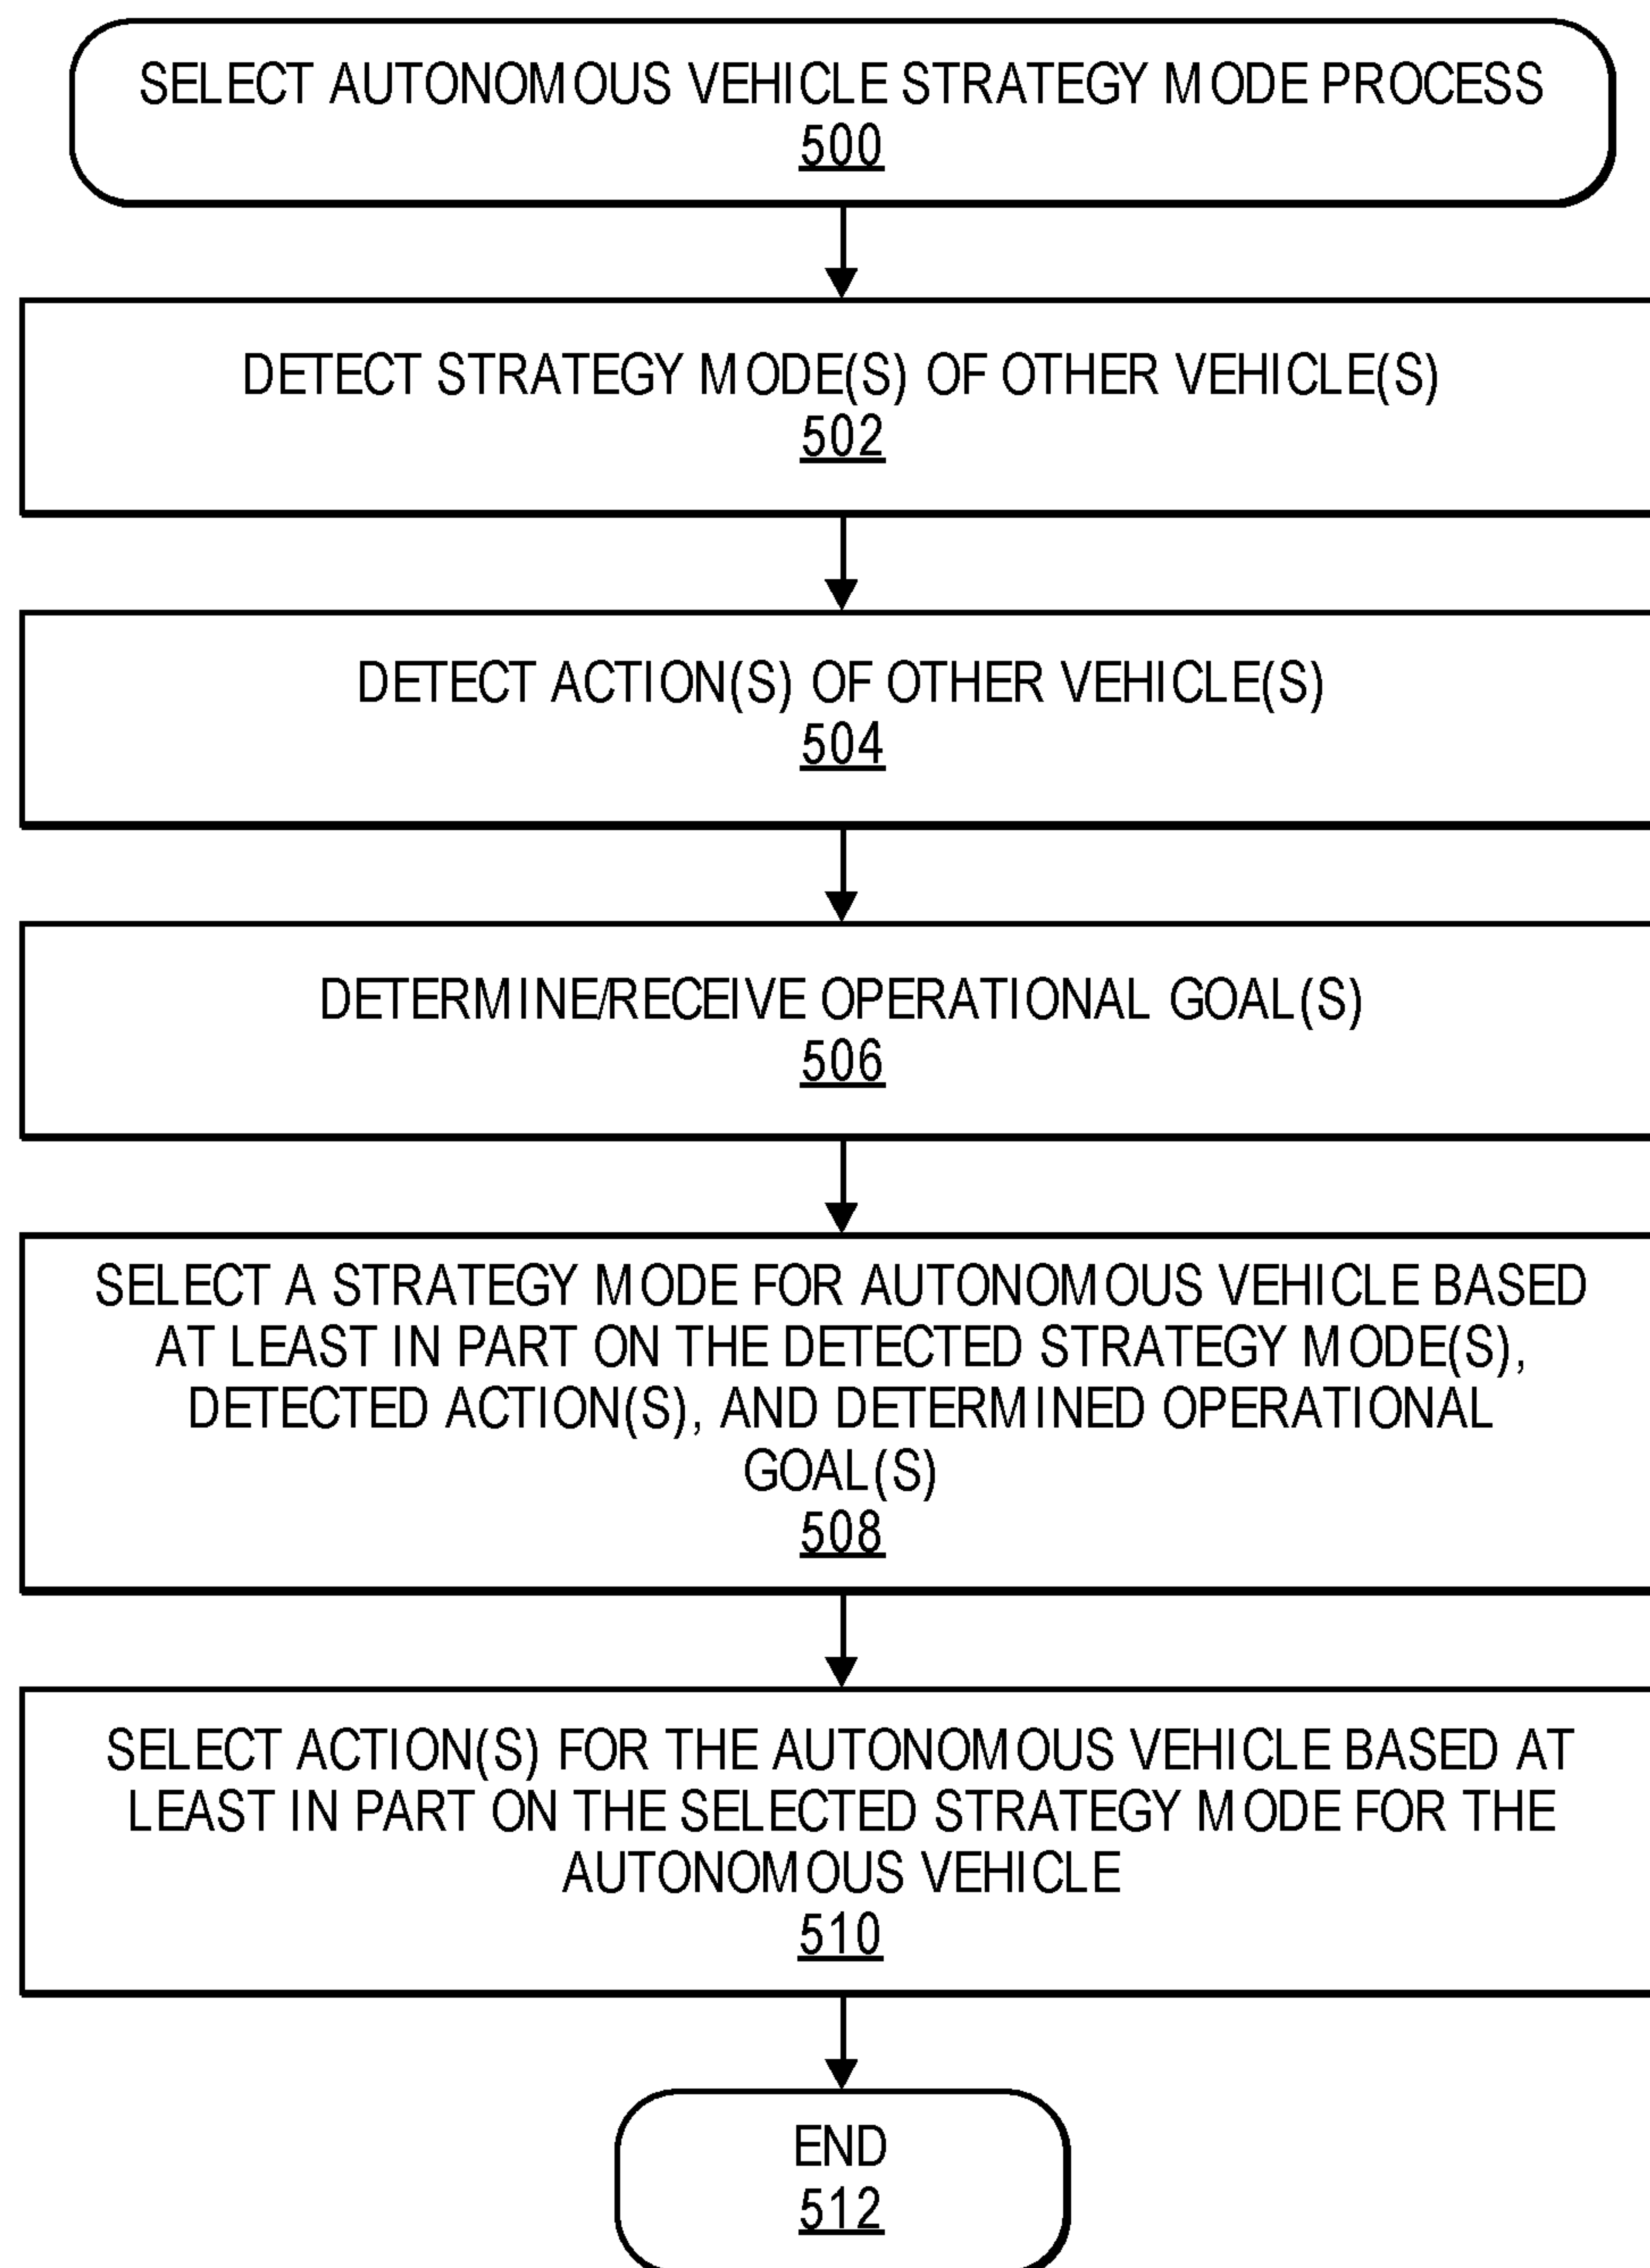 SELECT AUTONOMOUS VEHICLE STRATEGY MODE PROCESS
500
DETECT STRATEGY MODE(S) OF OTHER VEHICLE(S)
502
DETECT ACTION(S) OF OTHER VEHICLE(S)
504
DETERMINE/RECEIVE OPERATIONAL GOAL(S)
506
SELECT A STRATEGY MODE FOR AUTONOMOUS VEHICLE BASED
AT LEAST IN PART ON THE DETECTED STRATEGY MODE(S),
DETECTED ACTION(S), AND DETERMINED OPERATIONAL
GOAL(S)
508
SELECT ACTION(S) FOR THE AUTONOMOUS VEHICLE BASED AT
LEAST IN PART ON THE SELECTED STRATEGY MODE FOR THE
AUTONOMOUS VEHICLE
510
END
512